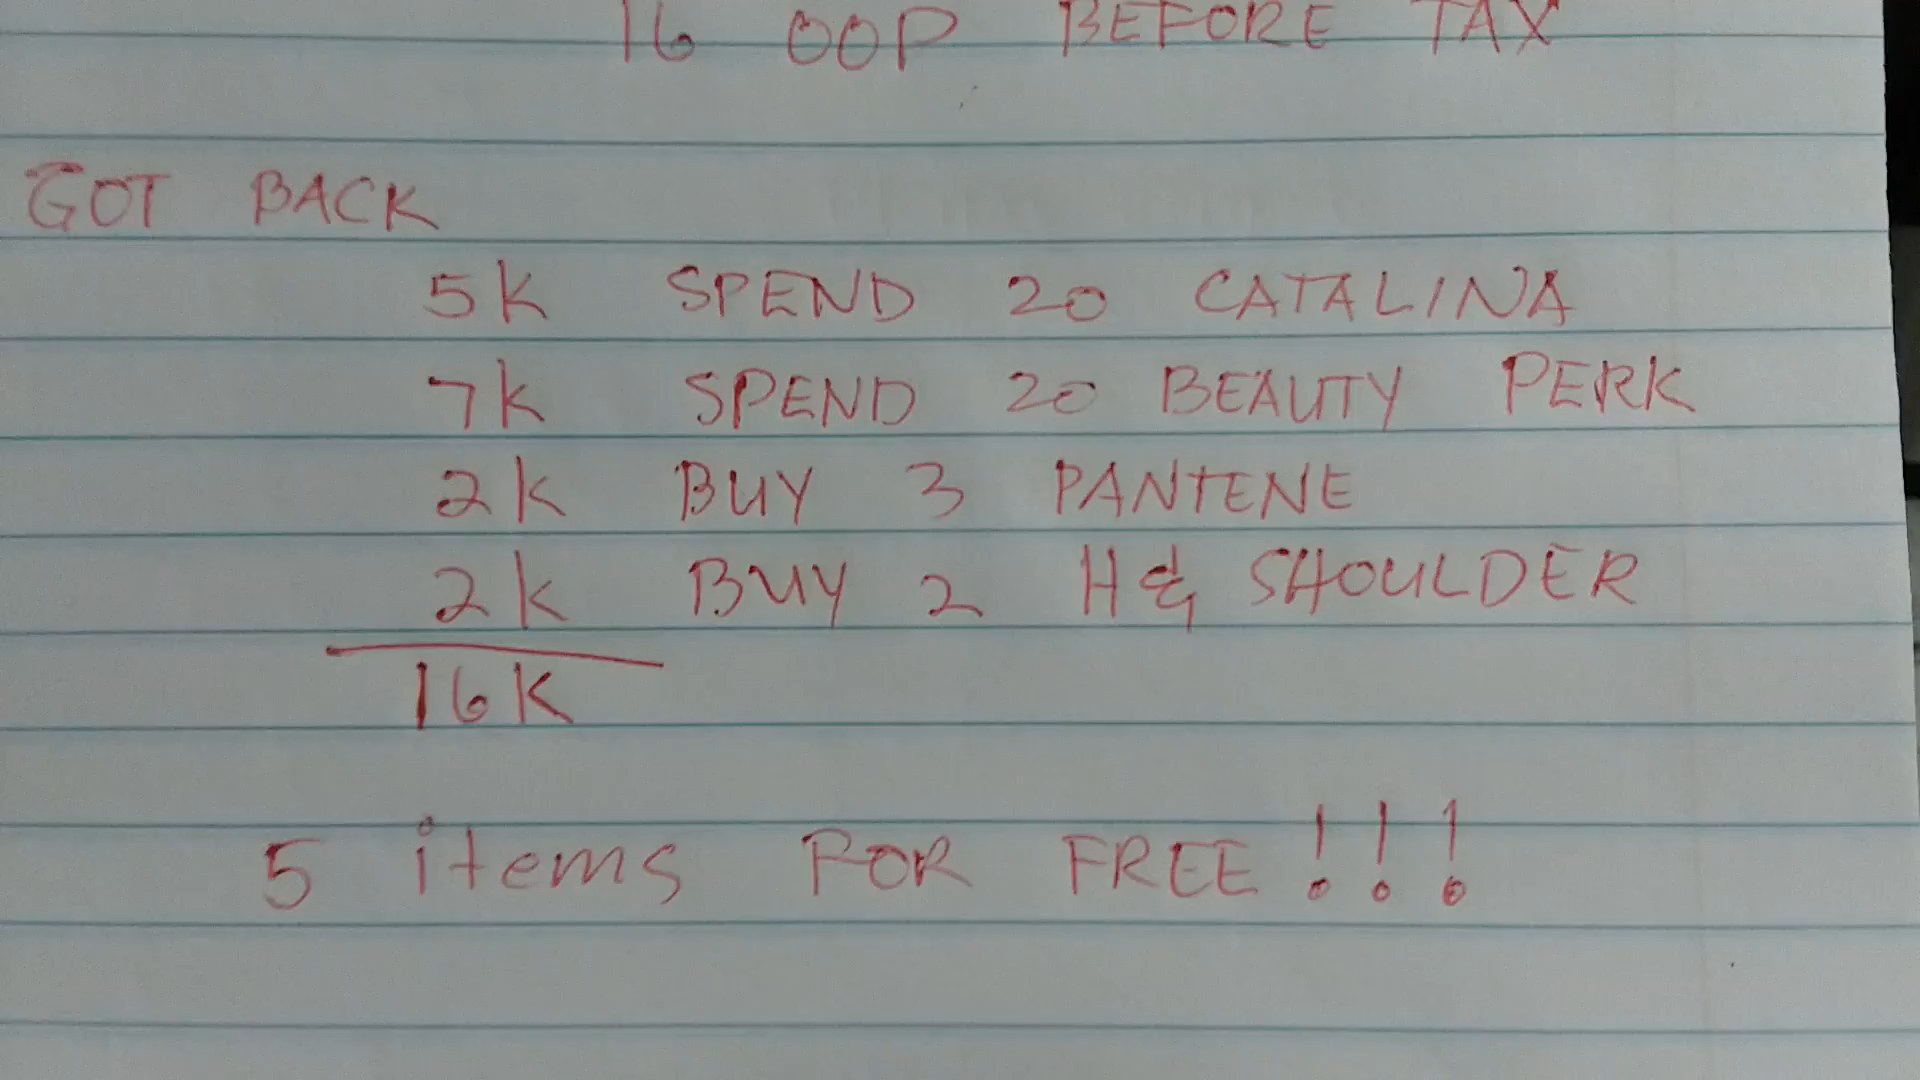 16 OOP BEFORE TAX
GOT BACK
5K SPEND 20 CATALINA
7K SPEND 20 BEAUTY PERK
2K BUY 3 PANTENE
2K BUY 2 H & SHOULDER
16K
5 items FOR FREE!!!